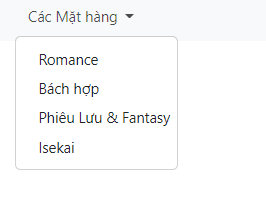 Các Mặt hàng
Romance
Bách hợp
Phiêu Lưu & Fantasy
Isekai